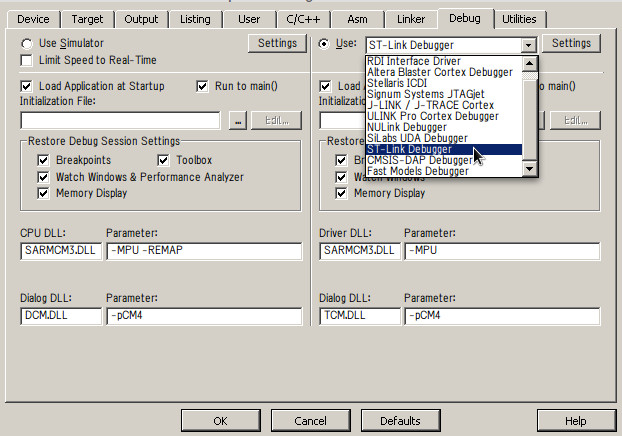 Device Target Output Listing User C/C++ Asm Linker Debug Utilities
Use Simulator Settings
Limit Speed to Real-Time
Use: ST-Link Debugger Settings
RDI Interface Driver
Altera Blaster Cortex Debugger
Stellaris ICDI
Signum Systems JTAGjet
J-LINK / J-TRACE Cortex
ULINK Pro Cortex Debugger
NULink Debugger
SiLabs UDA Debugger
ST-Link Debugger
CMSIS-DAP Debugger
Fast Models Debugger
Load Application at Startup Run to main()
Initialization File:
... Edit...
Restore Debug Session Settings
Breakpoints Toolbox
Watch Windows & Performance Analyzer
Memory Display
Load main()
Initializ
Edit...
Restore
Br
Watch Windows
Memory Display
CPU DLL: Parameter:
SARMCM3.DLL -MPU -REMAP
Driver DLL: Parameter:
SARMCM3.DLL -MPU
Dialog DLL: Parameter:
DCM.DLL -pCM4
Dialog DLL: Parameter:
TCM.DLL -pCM4
OK Cancel Defaults Help